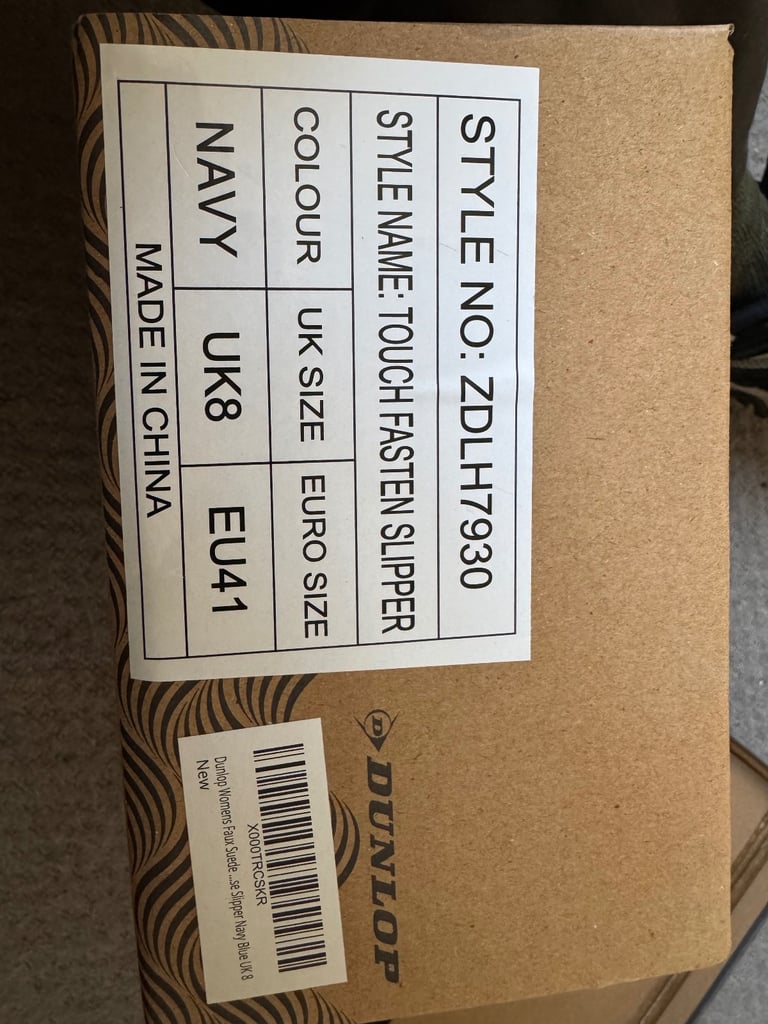 STYLE NO: ZDLH7930
STYLE NAME: TOUCH FASTEN SLIPPER
COLOUR UK SIZE EURO SIZE
NAVY UK8 EU41
MADE IN CHINA
D DUNLOP
X000TRCSKR
Dunlop Womens Faux Suede ...se Slipper Navy Blue UK 8
New